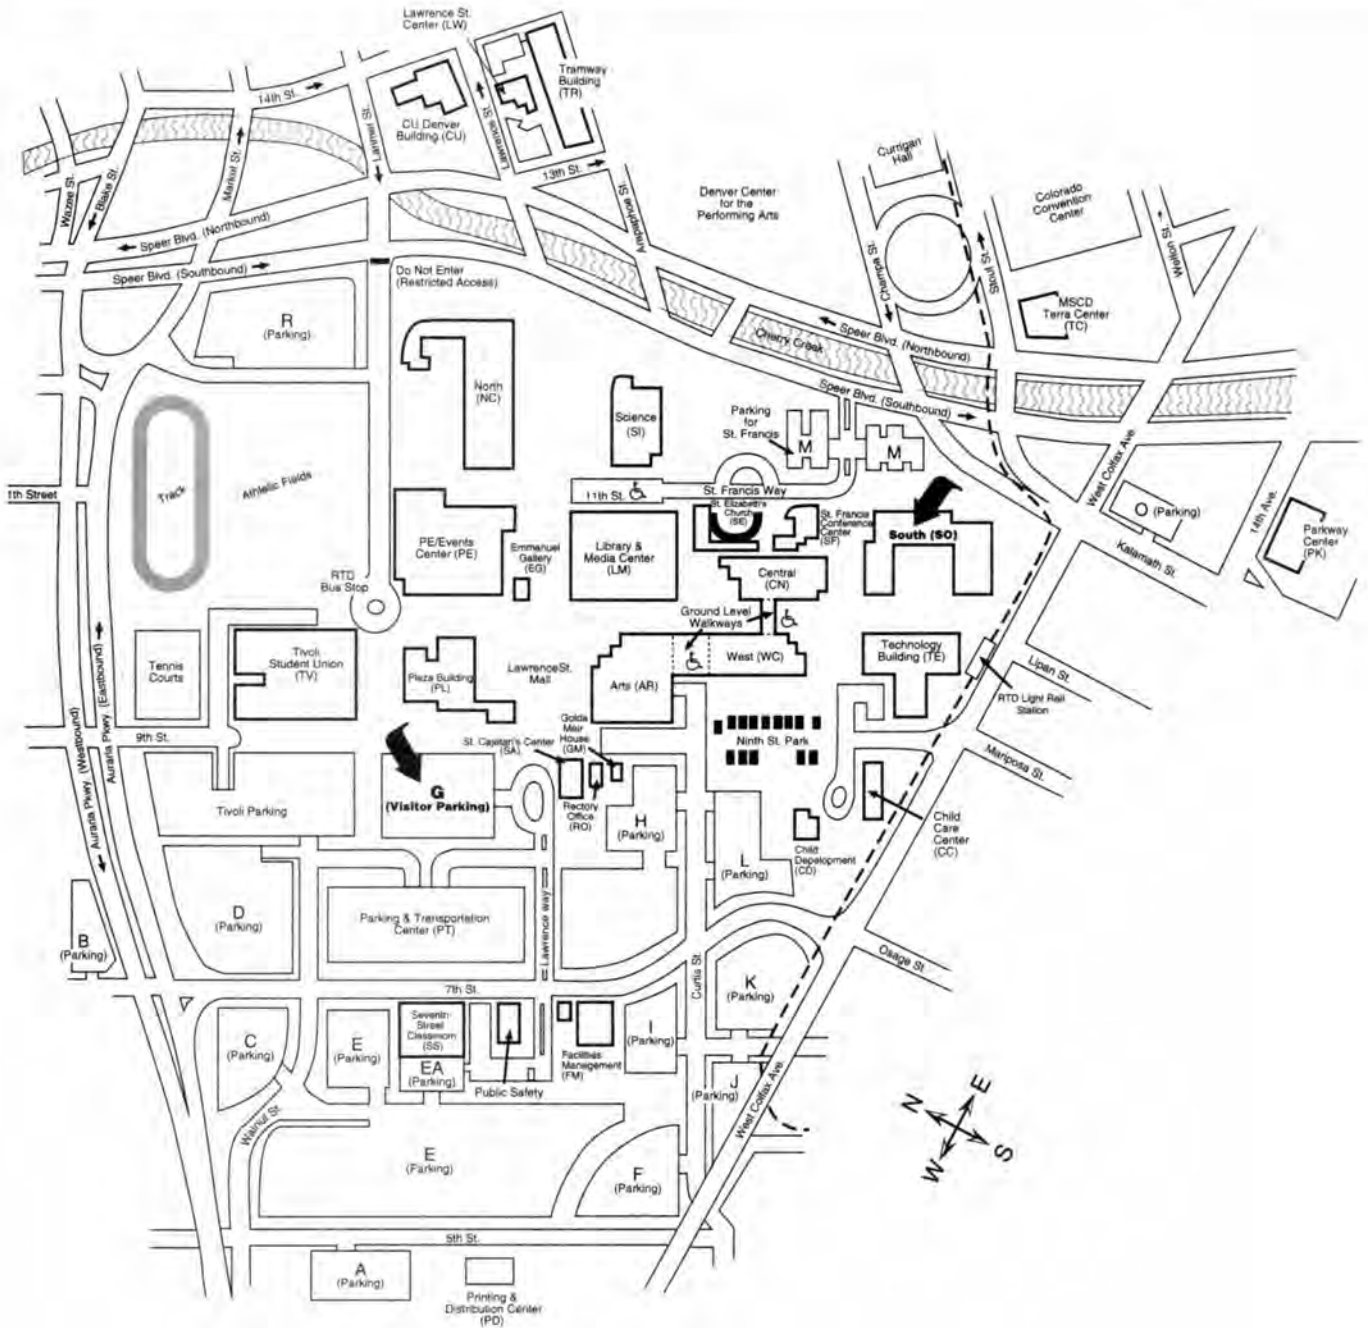 Lawrence St.
Center (LW)
Tramway
Building
(TR)
14th St.
CU Denver
Building (CU)
Larimer St.
Lawrence St.
13th St.
Arapahoe St.
Wazee St.
Blake St.
Market St.
Speer Blvd. (Northbound)
Speer Blvd. (Southbound)
Do Not Enter
(Restricted Access)
Denver Center
for the
Performing Arts
Currigan
Hall
Colorado
Convention
Center
Champa St.
Stout St.
Welton St.
MSCD
Terra Center
(TC)
Cherry Creek
Speer Blvd. (Northbound)
Speer Blvd. (Southbound)
R
(Parking)
North
(NC)
Science
(SI)
Parking
for
St. Francis
M
M
West Colfax Ave.
O (Parking)
14th Ave.
Parkway
Center
(PK)
Kalamath St.
Track
Athletic Fields
1th Street
11th St.
St. Francis Way
St. Elizabeth's
Church
(SE)
St. Francis
Conference
Center
(SF)
South (SO)
PE/Events
Center (PE)
Emmanuel
Gallery
(EG)
Library &
Media Center
(LM)
Central
(CN)
RTD
Bus Stop
Ground Level
Walkways
Tennis
Courts
Tivoli
Student Union
(TV)
Plaza Building
(PL)
Lawrence St.
Mall
Arts (AR)
West (WC)
Technology
Building (TE)
Lipan St.
RTD Light Rail
Station
Mariposa St.
9th St.
Auraria Pkwy. (Westbound)
Auraria Pkwy. (Eastbound)
St. Cajetan's Center
(SA)
Golda
Meir
House
(GM)
Ninth St. Park
G
(Visitor Parking)
Tivoli Parking
Rectory
Office
(RO)
H
(Parking)
L
(Parking)
Child
Development
(CD)
Child
Care
Center
(CC)
D
(Parking)
Parking & Transportation
Center (PT)
Lawrence way
B
(Parking)
Osage St.
7th St.
Curtis St.
K
(Parking)
C
(Parking)
E
(Parking)
Seventh
Street
Classroom
(SS)
EA
(Parking)
Public Safety
Facilities
Management
(FM)
I
(Parking)
J
(Parking)
West Colfax Ave.
Walnut St.
E
(Parking)
F
(Parking)
N
E
S
W
5th St.
A
(Parking)
Printing &
Distribution Center
(PD)